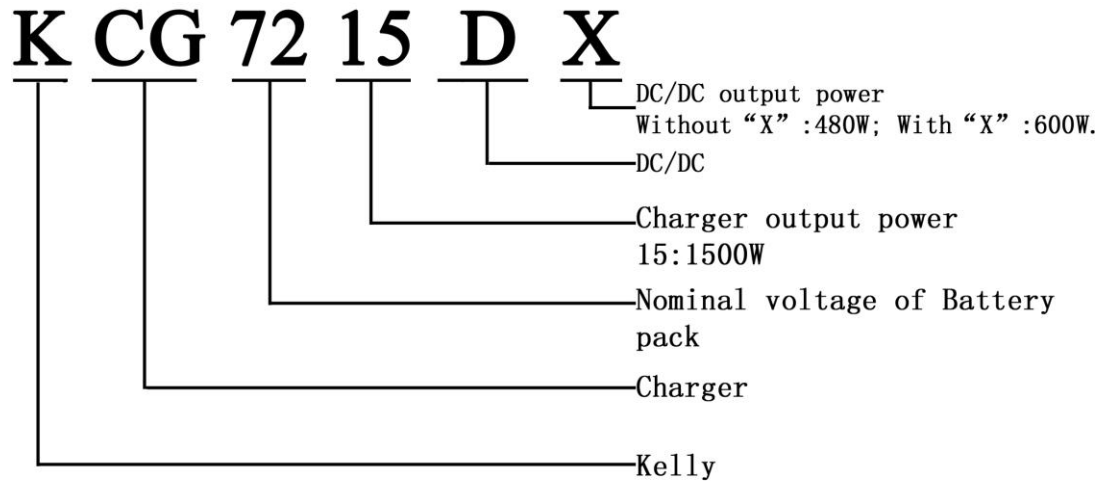 K CG 72 15 D X
DC/DC output power
Without “X”:480W; With “X”:600W.
DC/DC
Charger output power
15:1500W
Nominal voltage of Battery
pack
Charger
Kelly